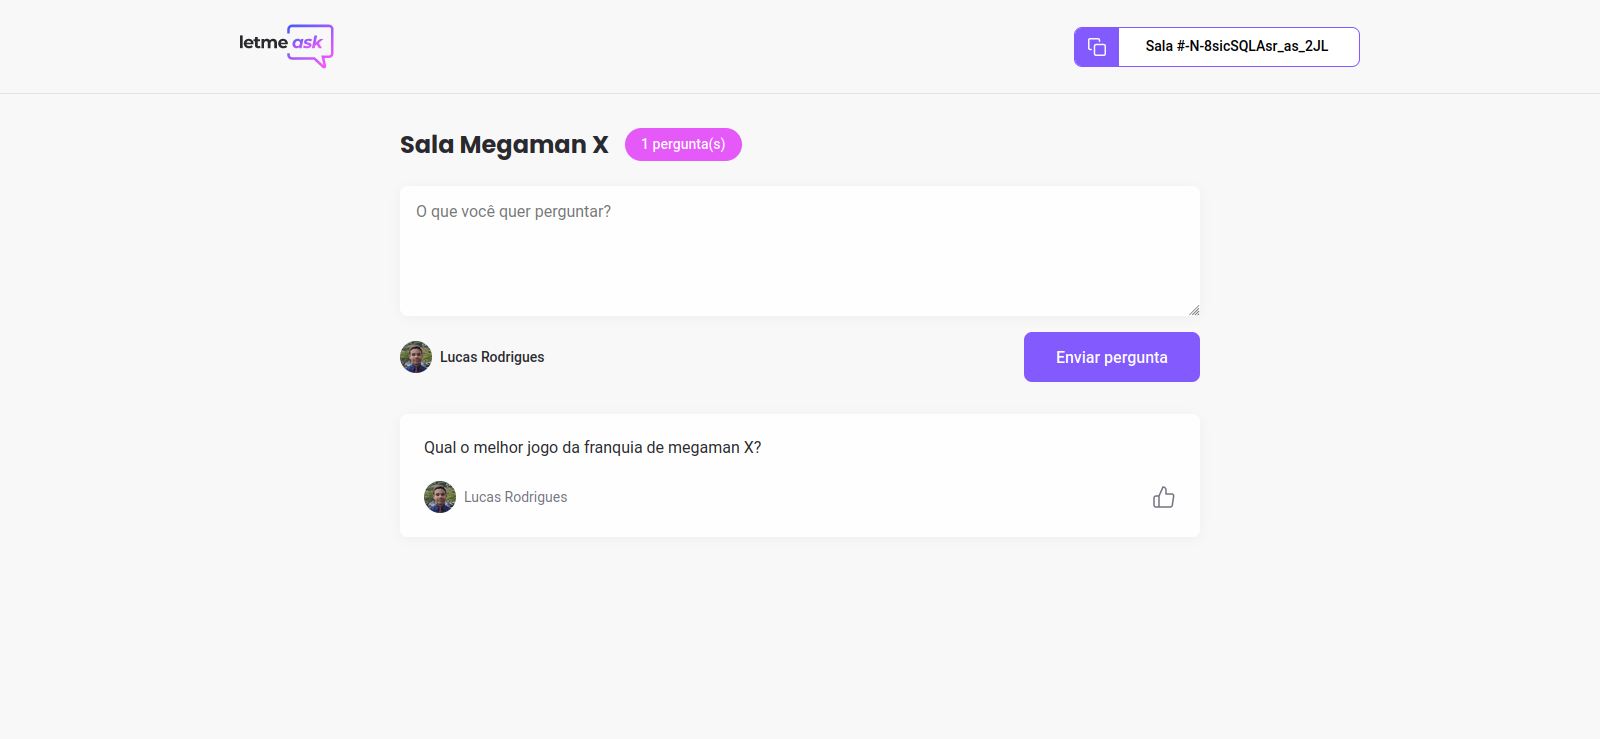 letme ask
Sala #-N-8sicSQLAsr_as_2JL
Sala Megaman X
1 pergunta(s)
O que você quer perguntar?
Lucas Rodrigues
Enviar pergunta
Qual o melhor jogo da franquia de megaman X?
Lucas Rodrigues